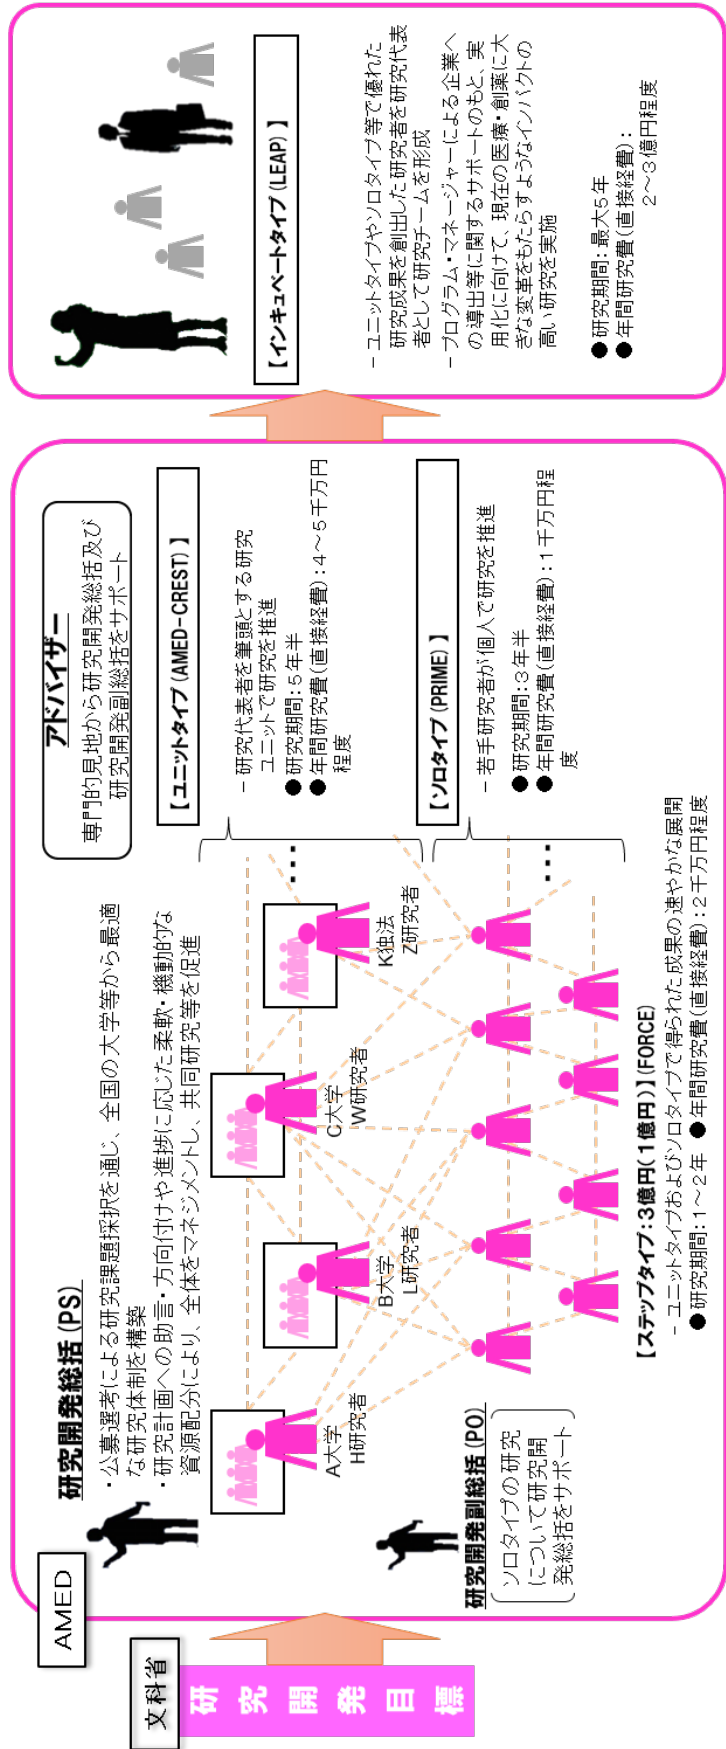 文科省
研究開発目標
AMED
研究開発総括(PS)
・公募選考による研究課題採択を通じ、全国の大学等から最適
な研究体制を構築
・研究計画への助言・方向付けや進捗に応じた柔軟・機動的な
資源配分により、全体をマネジメントし、共同研究等を促進
アドバイザー
専門的見地から研究開発総括及び
研究開発副総括をサポート
A大学
H研究者
B大学
L研究者
C大学
W研究者
K独法
Z研究者
…
【ユニットタイプ(AMED-CREST)】
－研究代表者を筆頭とする研究
ユニットで研究を推進
●研究期間：5年半
●年間研究費(直接経費)：4～5千万円
程度
研究開発副総括(PO)
ソロタイプの研究
について研究開
発総括をサポート
…
【ソロタイプ(PRIME)】
－若手研究者が個人で研究を推進
●研究期間：3年半
●年間研究費(直接経費)：1千万円程
度
【ステップタイプ：3億円(1億円)】(FORCE)
－ユニットタイプおよびソロタイプで得られた成果の速やかな展開
●研究期間：1～2年 ●年間研究費(直接経費)：2千万円程度
【インキュベートタイプ(LEAP)】
－ユニットタイプやソロタイプ等で優れた
研究成果を創出した研究者を研究代表
者として研究チームを形成
－プログラム・マネージャーによる企業へ
の導出等に関するサポートのもと、実
用化に向けて、現在の医療・創薬に大
きな変革をもたらすようなインパクトの
高い研究を実施
●研究期間：最大5年
●年間研究費(直接経費)：
2～3億円程度